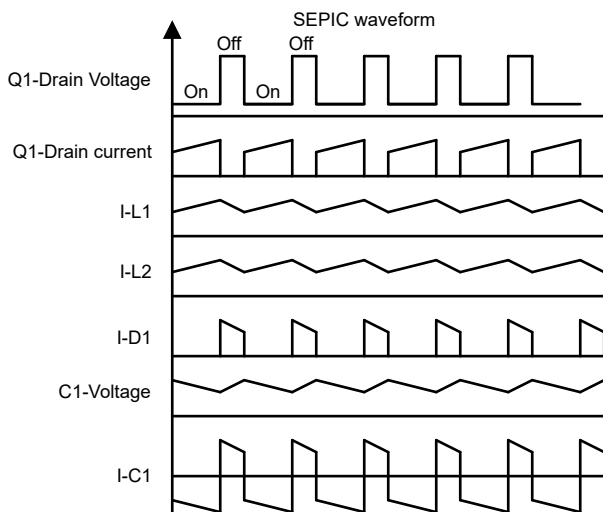 SEPIC waveform
Off Off
Q1-Drain Voltage
On On
Q1-Drain current
I-L1
I-L2
I-D1
C1-Voltage
I-C1